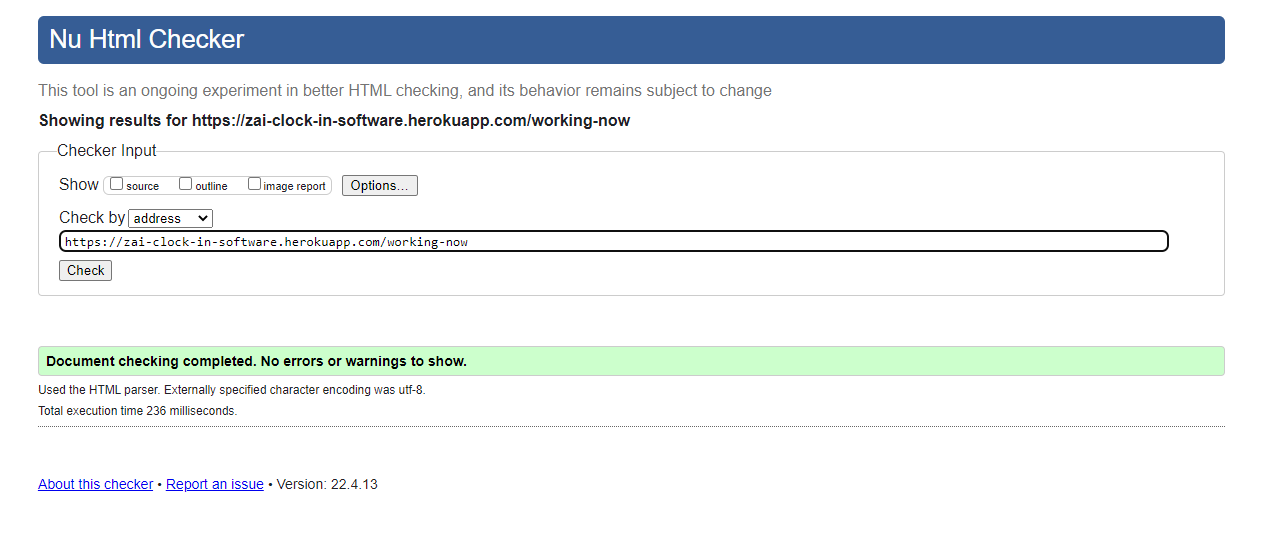 Nu Html Checker
This tool is an ongoing experiment in better HTML checking, and its behavior remains subject to change
Showing results for https://zai-clock-in-software.herokuapp.com/working-now
Checker Input
Show source outline image report Options...
Check by address
https://zai-clock-in-software.herokuapp.com/working-now
Check
Document checking completed. No errors or warnings to show.
Used the HTML parser. Externally specified character encoding was utf-8.
Total execution time 236 milliseconds.
About this checker • Report an issue • Version: 22.4.13